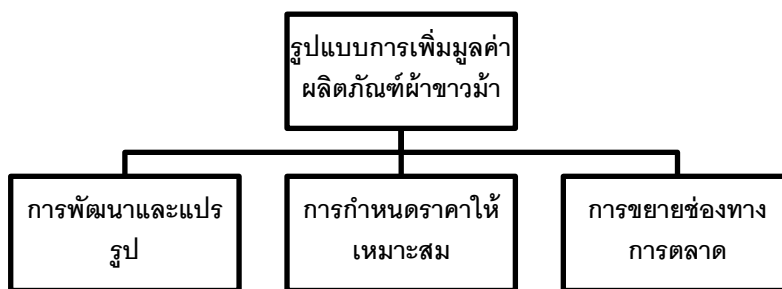 รูปแบบการเพิ่มมูลค่า
ผลิตภัณฑ์ผ้าขาวม้า
การพัฒนาและแปร
รูป
การกำหนดราคาให้
เหมาะสม
การขยายช่องทาง
การตลาด